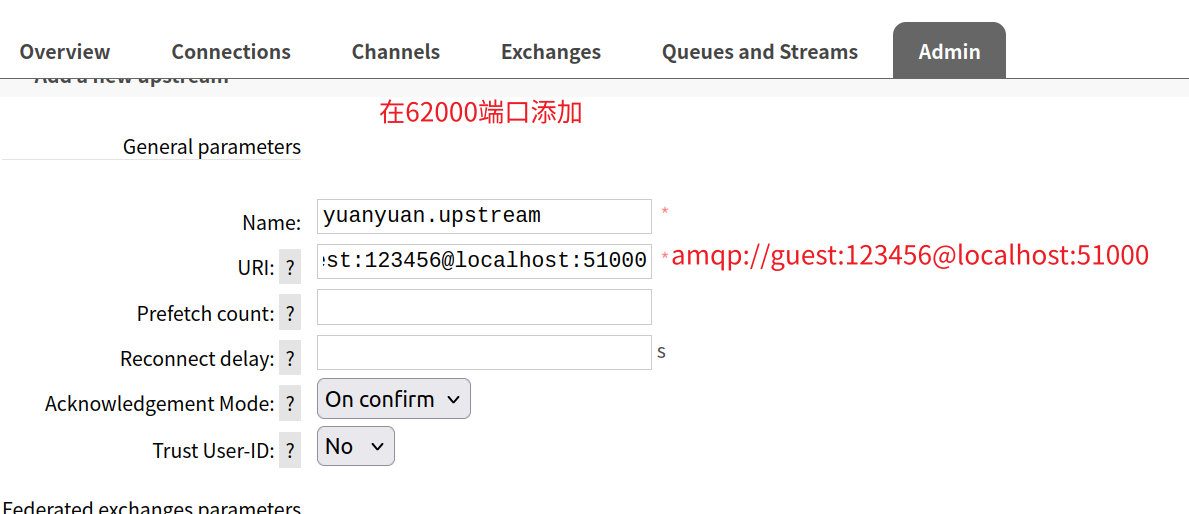 Overview Connections Channels Exchanges Queues and Streams Admin
Add a new upstream
在62000端口添加
General parameters
Name: yuanyuan.upstream *
URI: ? est:123456@localhost:51000 * amqp://guest:123456@localhost:51000
Prefetch count: ?
Reconnect delay: ? s
Acknowledgement Mode: ? On confirm
Trust User-ID: ? No
Federated exchanges parameters